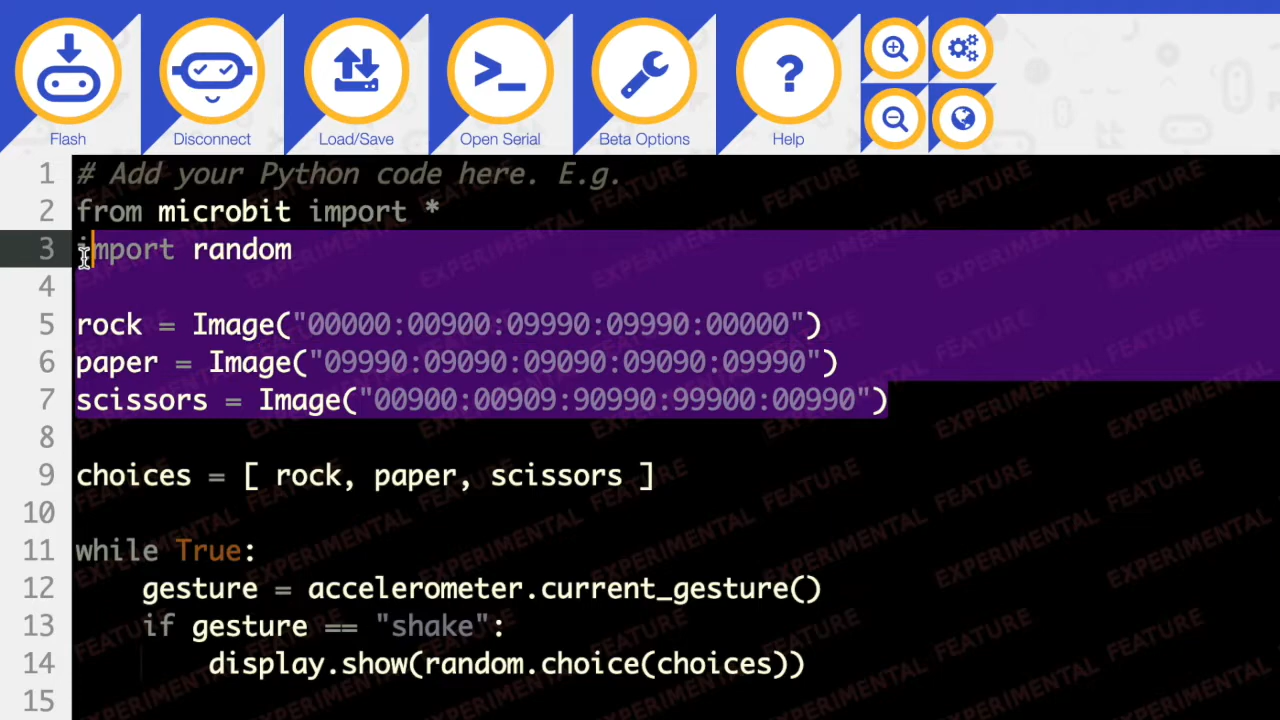 Flash
Disconnect
Load/Save
Open Serial
Beta Options
Help
1 # Add your Python code here. E.g.
2 from microbit import *
3 import random
4
5 rock = Image("00000:00900:09990:09990:00000")
6 paper = Image("09990:09090:09090:09090:09990")
7 scissors = Image("00900:00909:90990:99900:00990")
8
9 choices = [ rock, paper, scissors ]
10
11 while True:
12 gesture = accelerometer.current_gesture()
13 if gesture == "shake":
14 display.show(random.choice(choices))
15
EXPERIMENTAL FEATURE